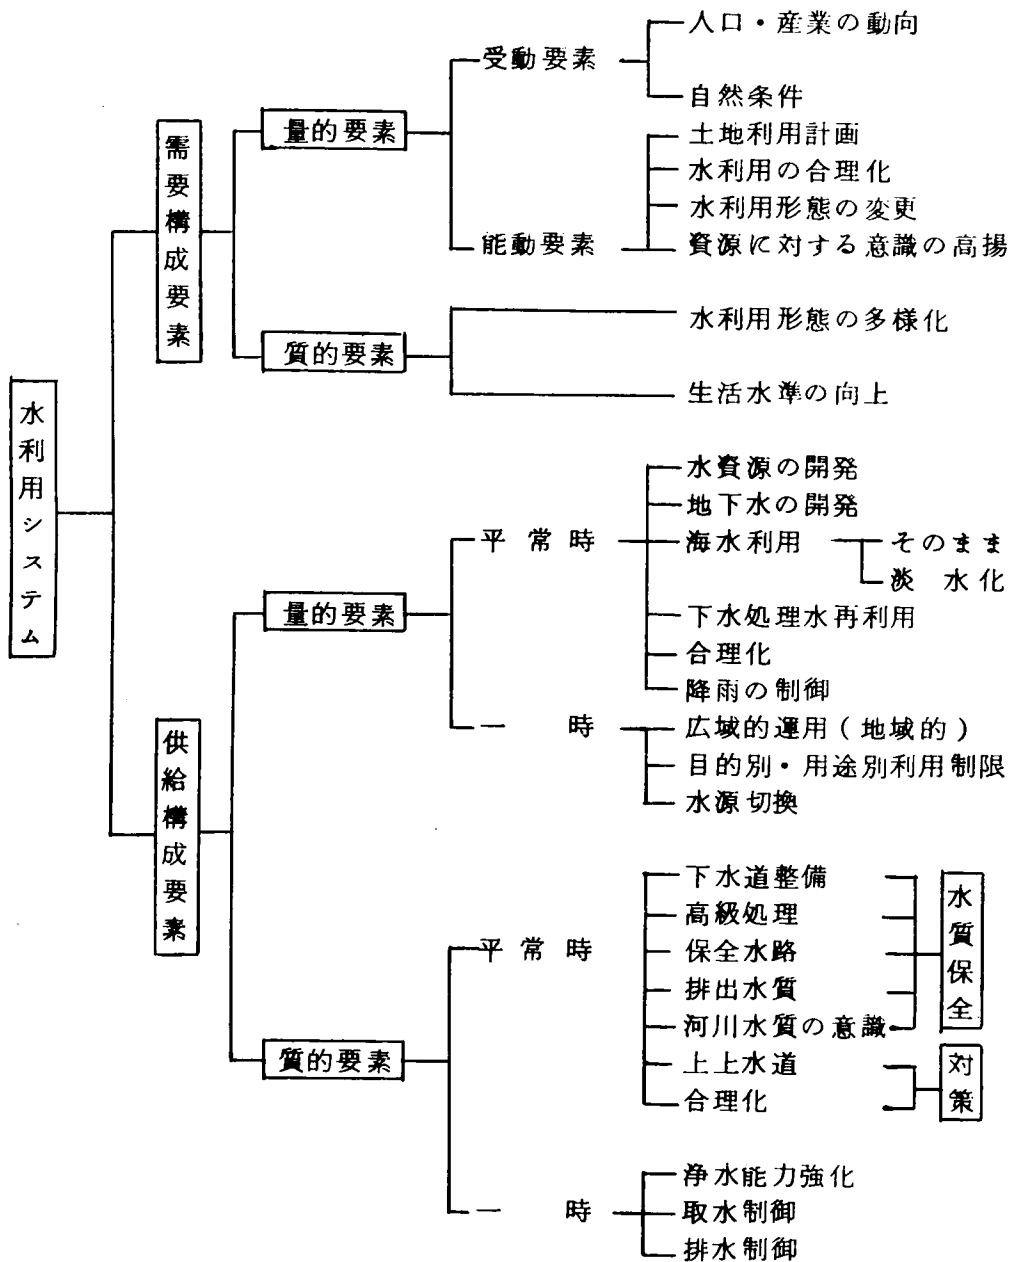 水利用システム
需要構成要素
量的要素
受動要素
人口・産業の動向
自然条件
能動要素
土地利用計画
水利用の合理化
水利用形態の変更
資源に対する意識の高揚
質的要素
水利用形態の多様化
生活水準の向上
供給構成要素
量的要素
平常時
水資源の開発
地下水の開発
海水利用
そのまま
淡水化
下水処理水再利用
合理化
降雨の制御
一時
広域的運用(地域的)
目的別・用途別利用制限
水源切換
質的要素
平常時
下水道整備
高級処理
保全水路
排出水質
河川水質の意識
水質保全
上上水道
合理化
対策
一時
浄水能力強化
取水制御
排水制御